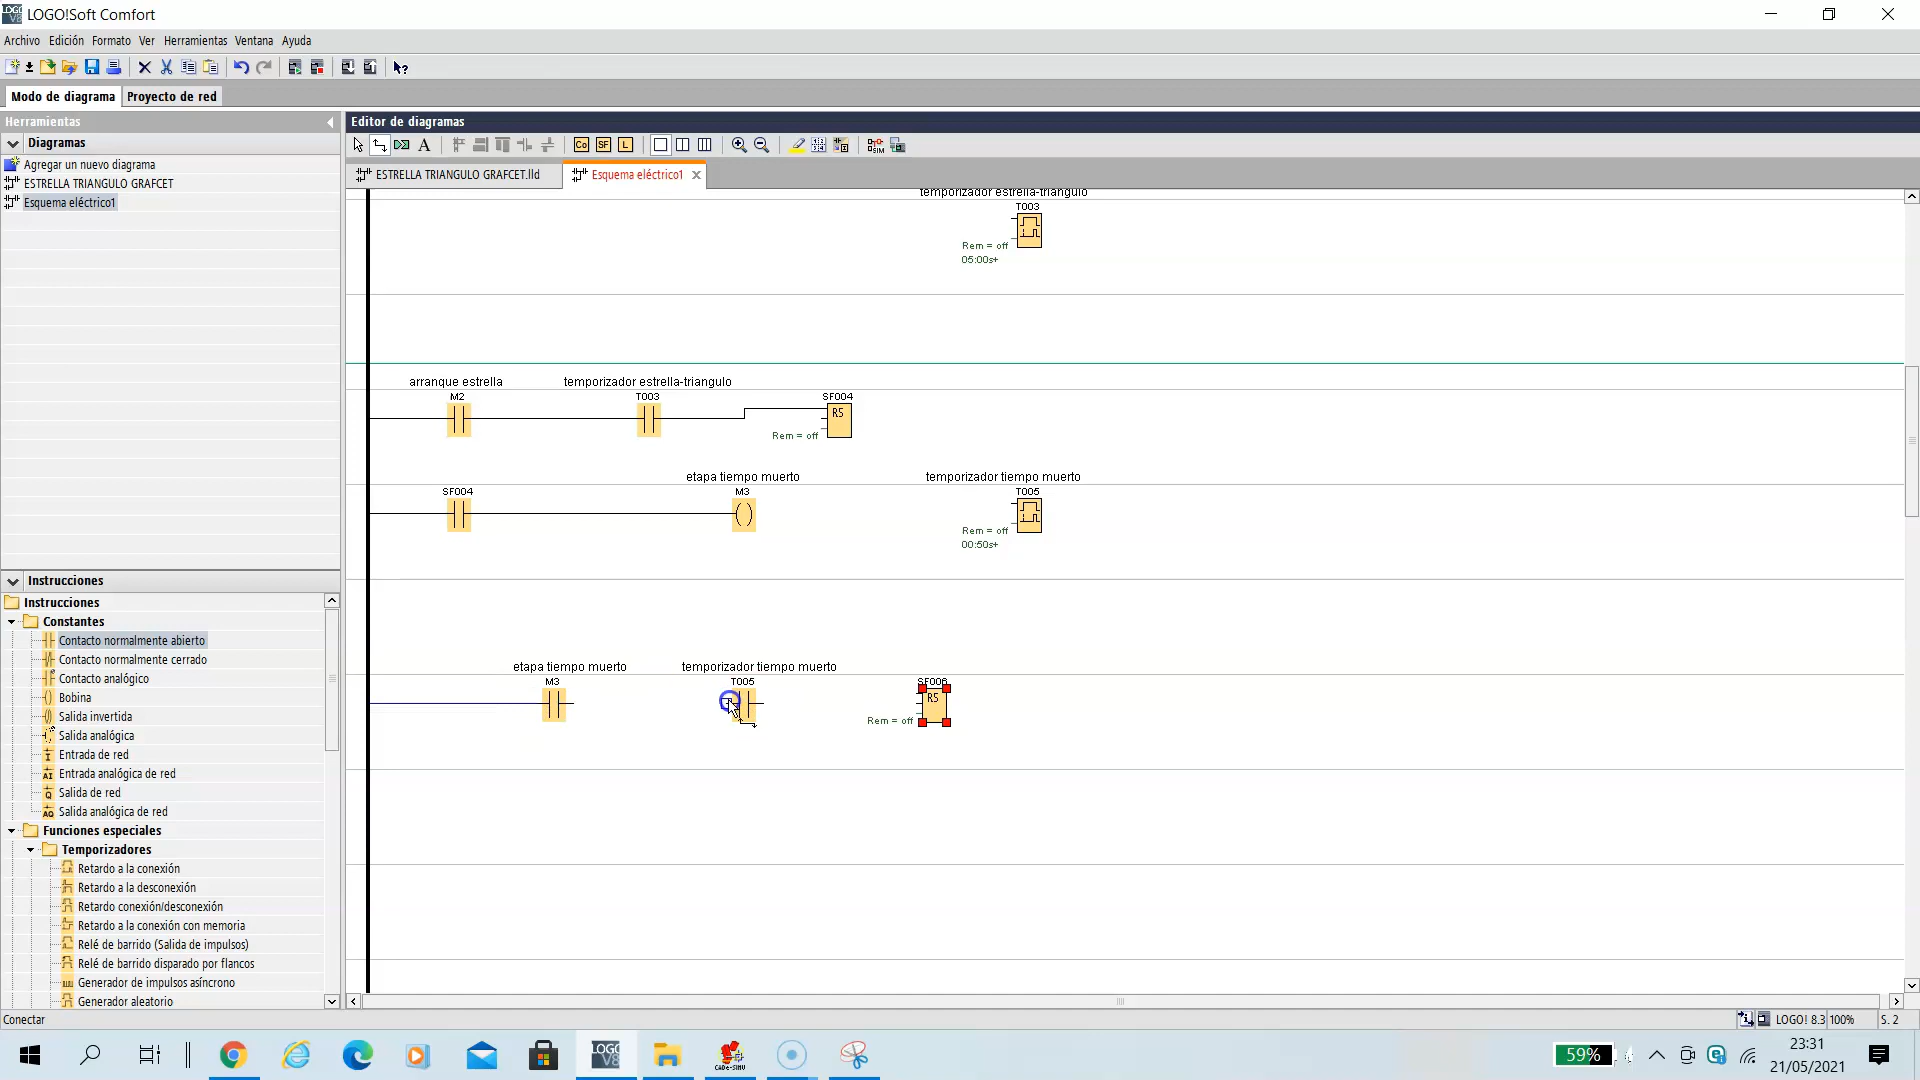 LOGO!Soft Comfort
Archivo Edición Formato Ver Herramientas Ventana Ayuda
Modo de diagrama Proyecto de red
Herramientas
Diagramas
Agregar un nuevo diagrama
ESTRELLA TRIANGULO GRAFCET
Esquema eléctrico1
Instrucciones
Instrucciones
Constantes
Contacto normalmente abierto
Contacto normalmente cerrado
Contacto analógico
Bobina
Salida invertida
Salida analógica
Entrada de red
Entrada analógica de red
Salida de red
Salida analógica de red
Funciones especiales
Temporizadores
Retardo a la conexión
Retardo a la desconexión
Retardo conexión/desconexión
Retardo a la conexión con memoria
Relé de barrido (Salida de impulsos)
Relé de barrido disparado por flancos
Generador de impulsos asíncrono
Generador aleatorio
Editor de diagramas
A Co SF L
ESTRELLA TRIANGULO GRAFCET.lld Esquema eléctrico1
temporizador estrella-triangulo
T003
Rem = off
05:00s+
arranque estrella temporizador estrella-triangulo
M2 T003 SF004
RS
Rem = off
etapa tiempo muerto temporizador tiempo muerto
SF004 M3 T005
Rem = off
00:50s+
etapa tiempo muerto temporizador tiempo muerto
M3 T005 SF006
RS
Rem = off
Conectar
LOGO! 8.3 100% S. 2
59%
23:31
21/05/2021